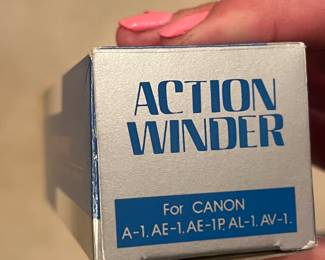 ACTION
WINDER
For CANON
A-1. AE-1. AE-1P. AL-1. AV-1.